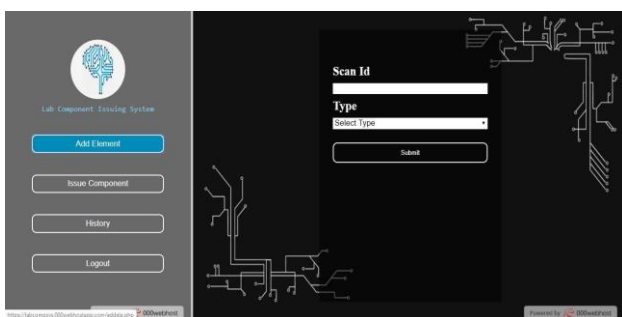 Lab Component Issuing System
Add Element
Issue Component
History
Logout
000webhost
Scan Id
Type
Select Type
Submit
Powered by 000webhost